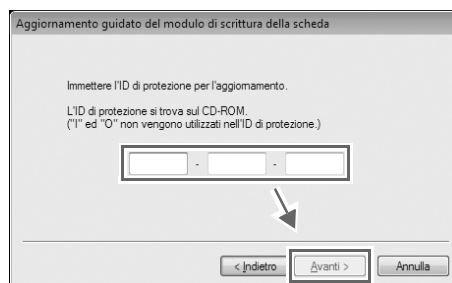 Aggiornamento guidato del modulo di scrittura della scheda
Immettere l'ID di protezione per l'aggiornamento.
L'ID di protezione si trova sul CD-ROM.
("I" ed "O" non vengono utilizzati nell'ID di protezione.)
- -
< Indietro Avanti > Annulla